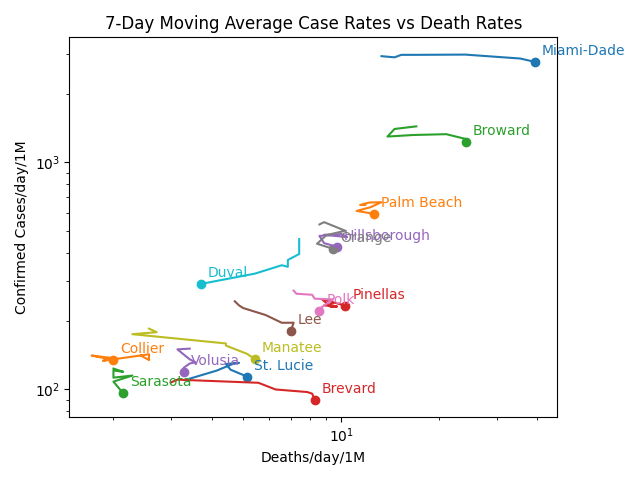 7-Day Moving Average Case Rates vs Death Rates
Miami-Dade
Broward
Palm Beach
Hillsborough
Orange
Duval
Pinellas
Polk
Lee
Manatee
Collier
Volusia
St. Lucie
Sarasota
Brevard
10³
10²
10¹
Confirmed Cases/day/1M
Deaths/day/1M